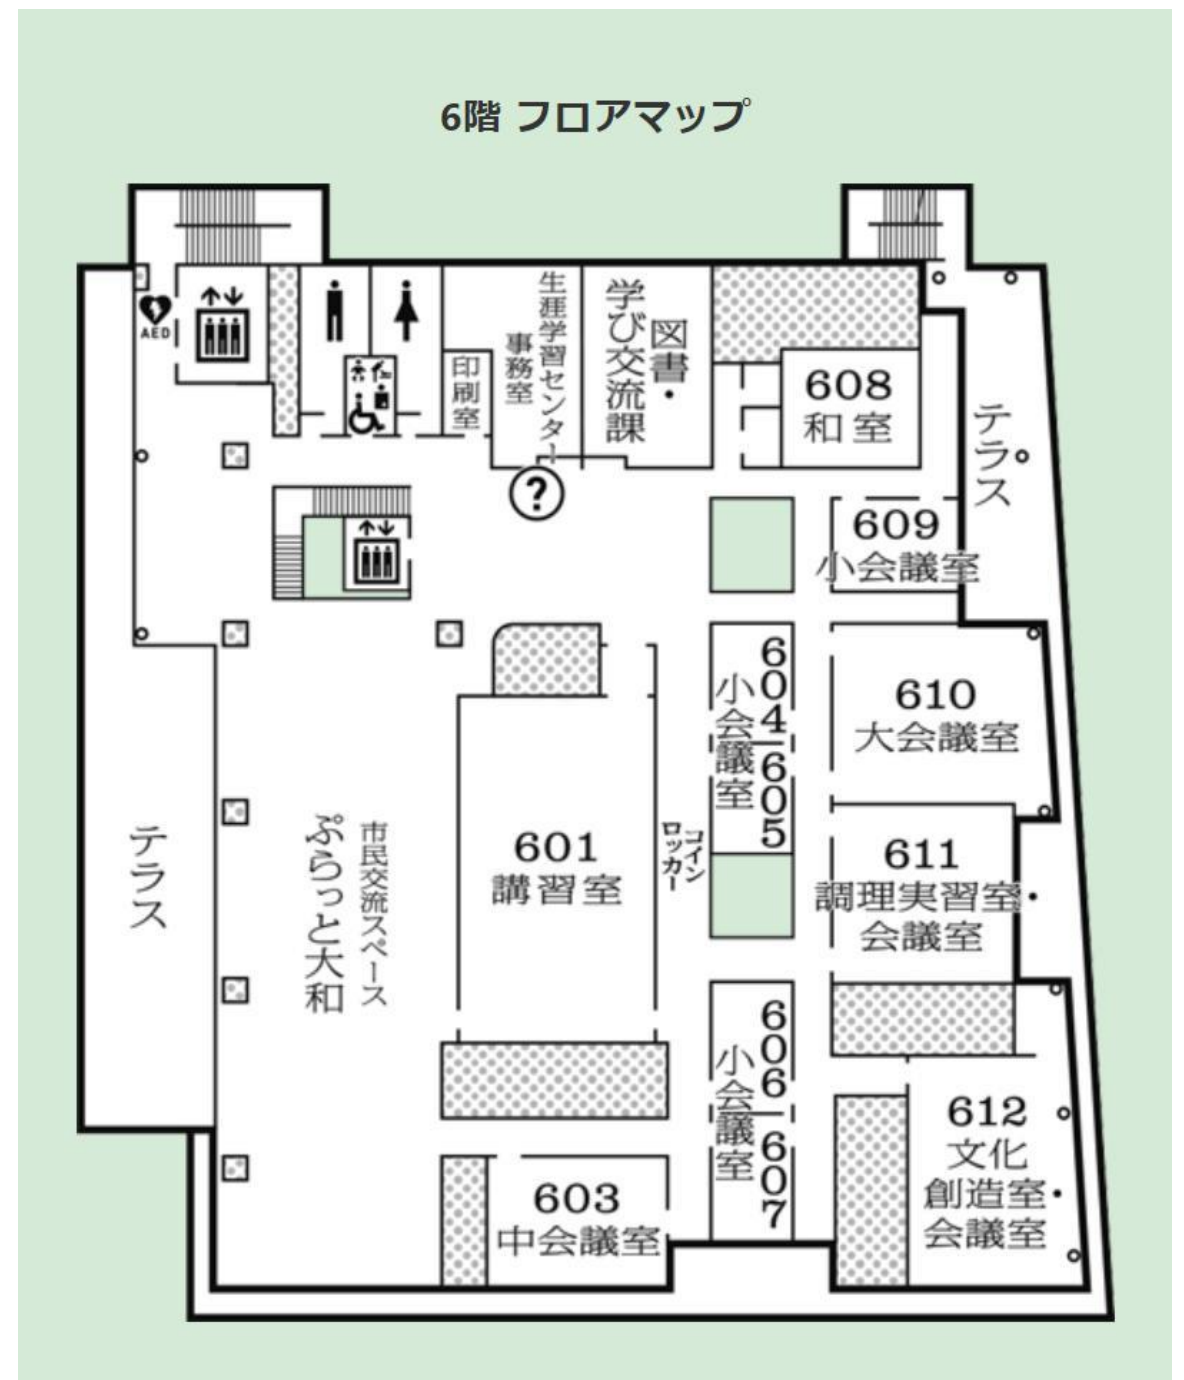 6階 フロアマップ
AED
印刷室
生涯学習センター
事務室
図書・
学び交流課
608
和室
テラス
?
609
小会議室
604
605
小会議室
610
大会議室
テラス
市民交流スペース
ぷらっと大和
601
講習室
コイン
ロッカー
611
調理実習室・
会議室
606
607
小会議室
603
中会議室
612
文化
創造室・
会議室